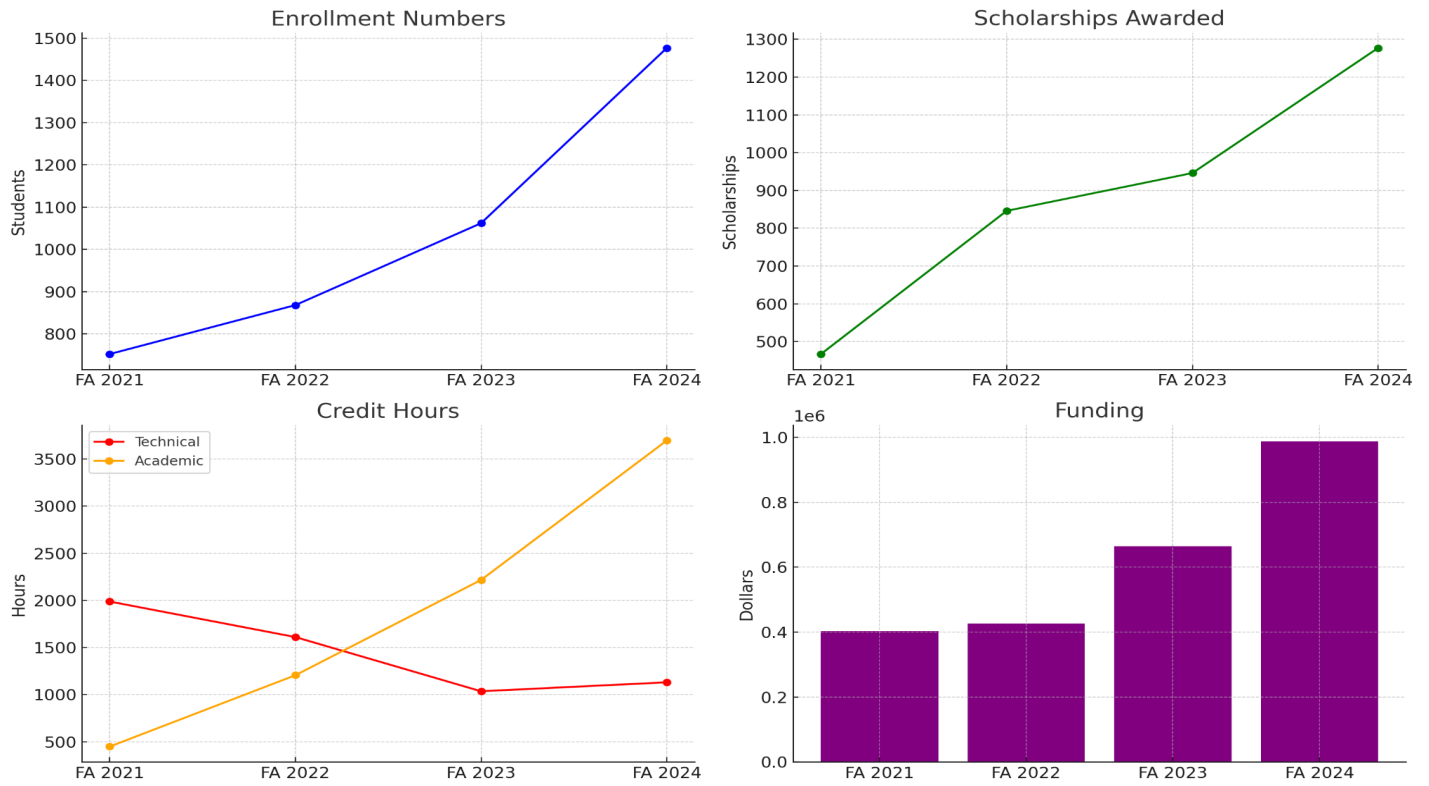 Enrollment Numbers
1500
1400
1300
1200
1100
1000
900
800
Students
FA 2021 FA 2022 FA 2023 FA 2024
Scholarships Awarded
1300
1200
1100
1000
900
800
700
600
500
Scholarships
FA 2021 FA 2022 FA 2023 FA 2024
Credit Hours
Technical
Academic
3500
3000
2500
2000
1500
1000
500
Hours
FA 2021 FA 2022 FA 2023 FA 2024
Funding
1e6
1.0
0.8
0.6
0.4
0.2
0.0
Dollars
FA 2021 FA 2022 FA 2023 FA 2024